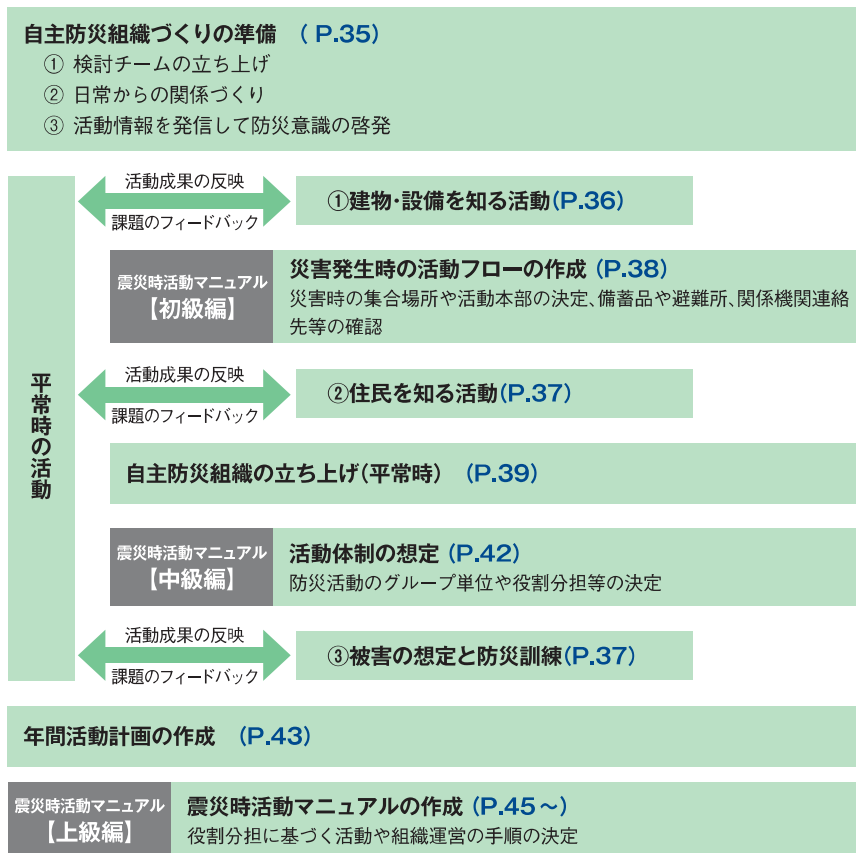 自主防災組織づくりの準備 （P.35）
① 検討チームの立ち上げ
② 日常からの関係づくり
③ 活動情報を発信して防災意識の啓発
平常時の活動
活動成果の反映
課題のフィードバック
①建物・設備を知る活動(P.36)
震災時活動マニュアル
【初級編】
災害発生時の活動フローの作成 (P.38)
災害時の集合場所や活動本部の決定、備蓄品や避難所、関係機関連絡
先等の確認
活動成果の反映
課題のフィードバック
②住民を知る活動(P.37)
自主防災組織の立ち上げ（平常時） (P.39)
震災時活動マニュアル
【中級編】
活動体制の想定 (P.42)
防災活動のグループ単位や役割分担等の決定
活動成果の反映
課題のフィードバック
③被害の想定と防災訓練(P.37)
年間活動計画の作成 (P.43)
震災時活動マニュアル
【上級編】
震災時活動マニュアルの作成 (P.45～)
役割分担に基づく活動や組織運営の手順の決定